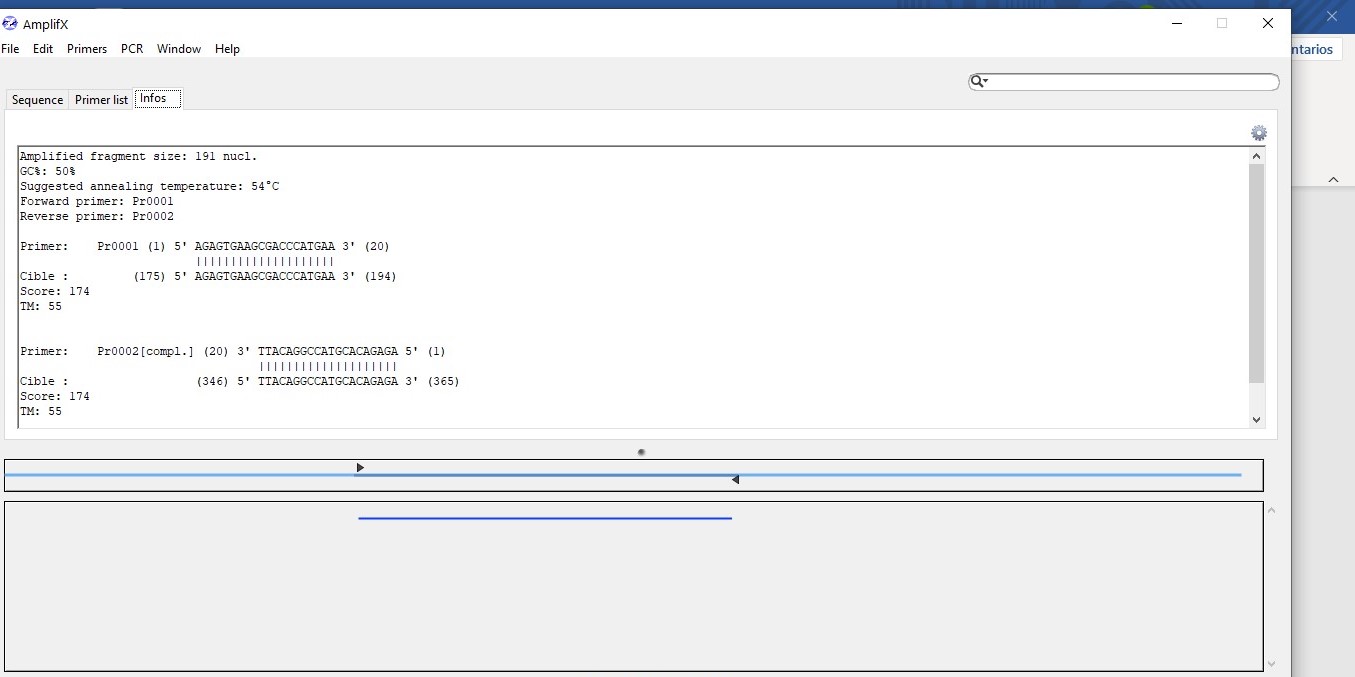 AmplifX
File Edit Primers PCR Window Help
ntarios
Sequence Primer list Infos
Amplified fragment size: 191 nucl.
GC%: 50%
Suggested annealing temperature: 54°C
Forward primer: Pr0001
Reverse primer: Pr0002
Primer: Pr0001 (1) 5' AGAGTGAAGCGACCCATGAA 3' (20)
||||||||||||||||||||
Cible : (175) 5' AGAGTGAAGCGACCCATGAA 3' (194)
Score: 174
TM: 55
Primer: Pr0002[compl.] (20) 3' TTACAGGCCATGCACAGAGA 5' (1)
||||||||||||||||||||
Cible : (346) 5' TTACAGGCCATGCACAGAGA 3' (365)
Score: 174
TM: 55